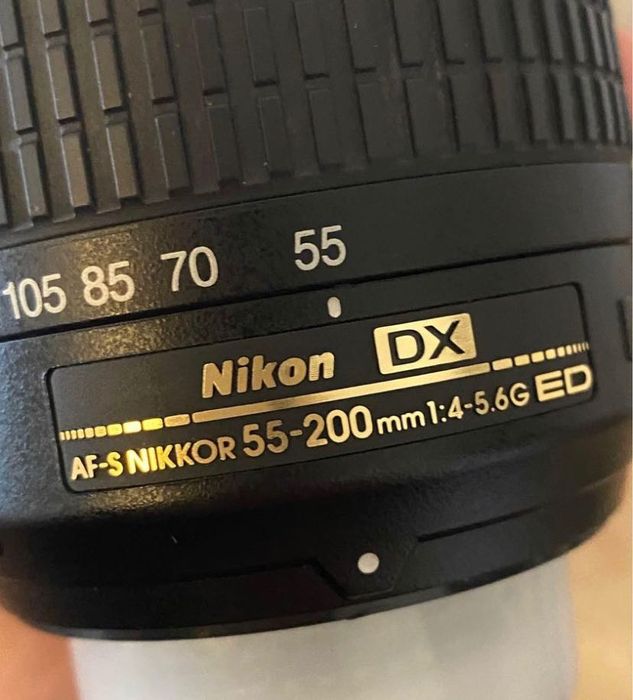 105 85 70 55
Nikon DX
AF-S NIKKOR 55-200mm 1:4-5.6G ED